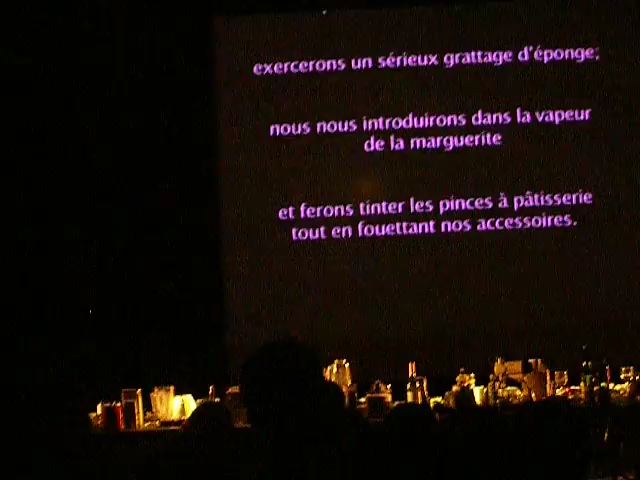 exercerons un sérieux grattage d'éponge;
nous nous introduirons dans la vapeur
de la marguerite
et ferons tinter les pinces à pâtisserie
tout en fouettant nos accessoires.